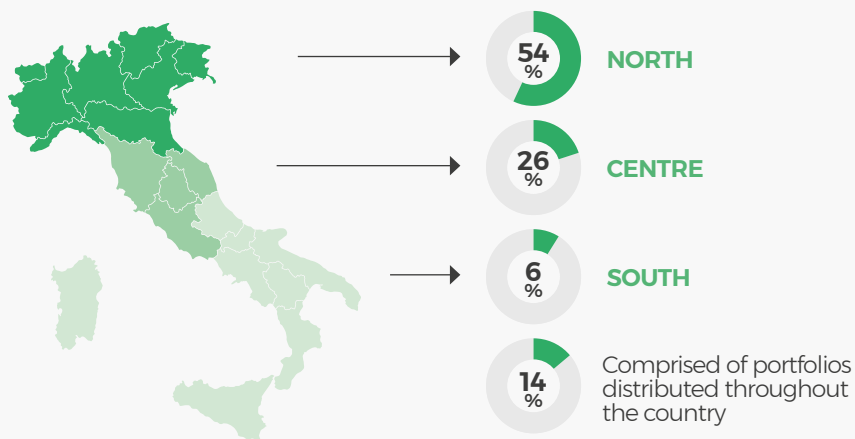 54
%
NORTH
26
%
CENTRE
6
%
SOUTH
14
%
Comprised of portfolios
distributed throughout
the country